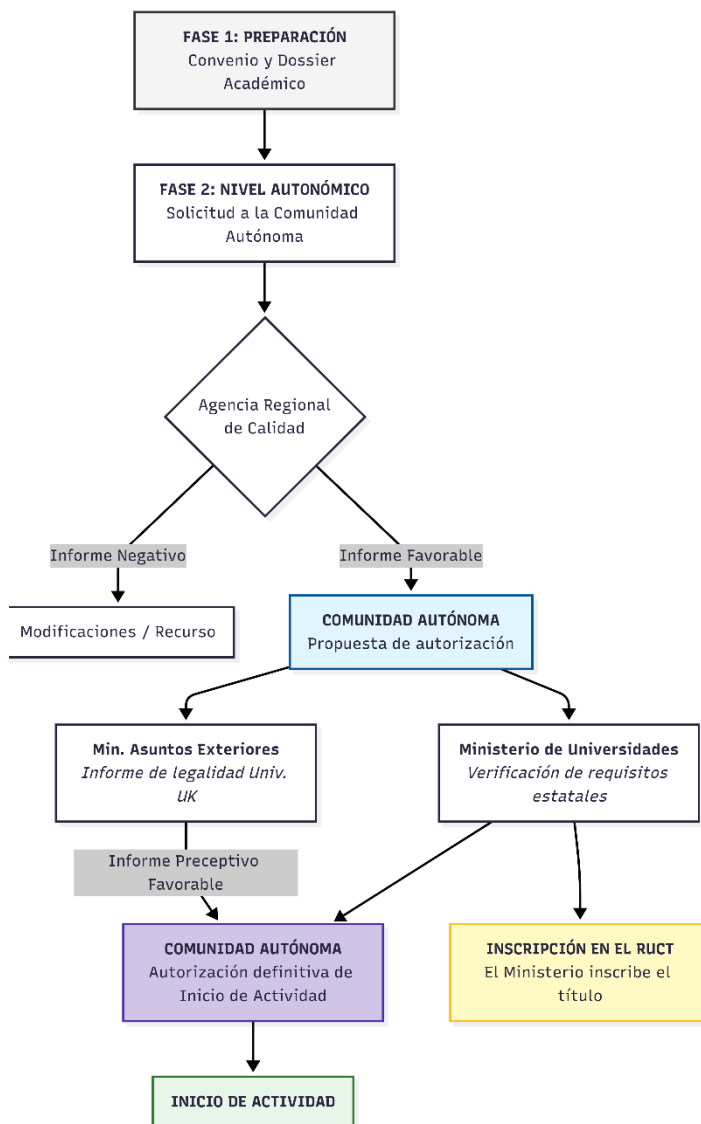 FASE 1: PREPARACIÓN
Convenio y Dossier
Académico
FASE 2: NIVEL AUTONÓMICO
Solicitud a la Comunidad
Autónoma
Agencia Regional
de Calidad
Informe Negativo
Informe Favorable
Modificaciones / Recurso
COMUNIDAD AUTÓNOMA
Propuesta de autorización
Min. Asuntos Exteriores
Informe de legalidad Univ.
UK
Ministerio de Universidades
Verificación de requisitos
estatales
Informe Preceptivo
Favorable
COMUNIDAD AUTÓNOMA
Autorización definitiva de
Inicio de Actividad
INSCRIPCIÓN EN EL RUCT
El Ministerio inscribe el
título
INICIO DE ACTIVIDAD